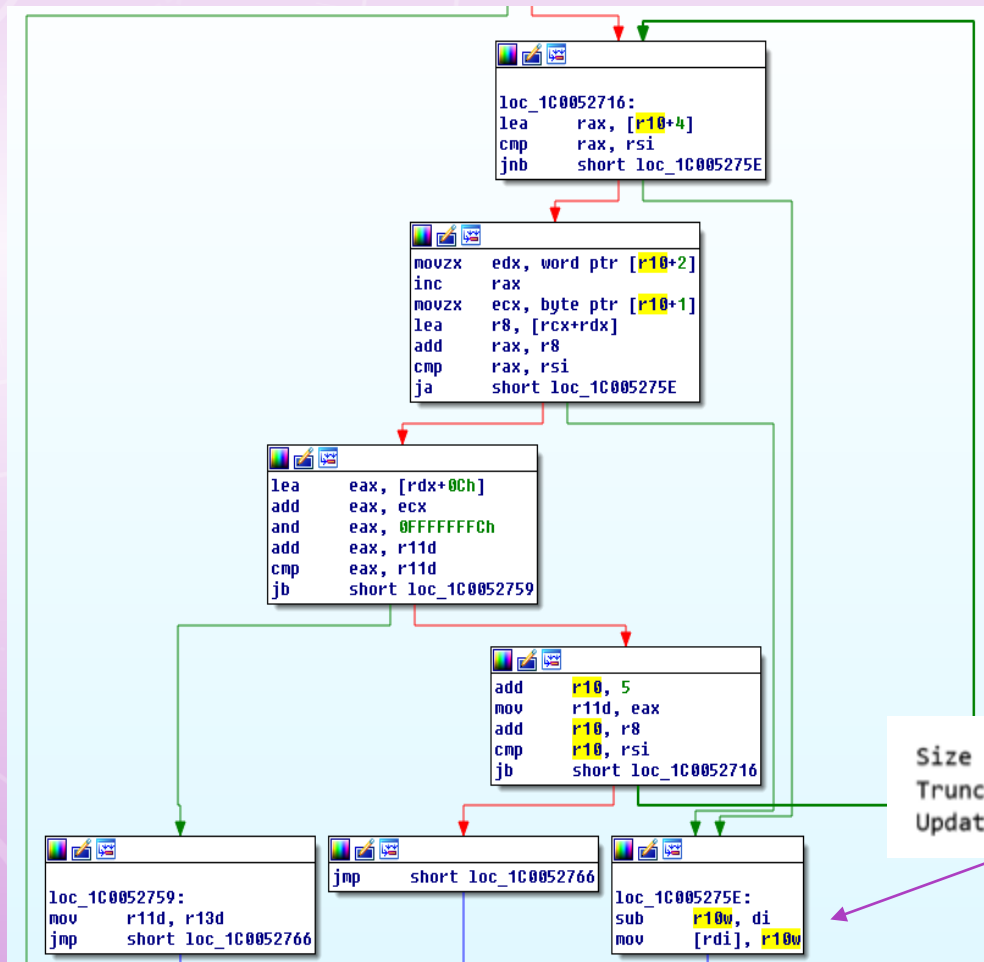 loc_1C0052716:
lea rax, [r10+4]
cmp rax, rsi
jnb short loc_1C005275E
movzx edx, word ptr [r10+2]
inc rax
movzx ecx, byte ptr [r10+1]
lea r8, [rcx+rdx]
add rax, r8
cmp rax, rsi
ja short loc_1C005275E
lea eax, [rdx+0Ch]
add eax, ecx
and eax, 0FFFFFFFCh
add eax, r11d
cmp eax, r11d
jb short loc_1C0052759
add r10, 5
mov r11d, eax
add r10, r8
cmp r10, rsi
jb short loc_1C0052716
Size
Trunc
Updat
loc_1C0052759:
mov r11d, r13d
jmp short loc_1C0052766
jmp short loc_1C0052766
loc_1C005275E:
sub r10w, di
mov [rdi], r10w